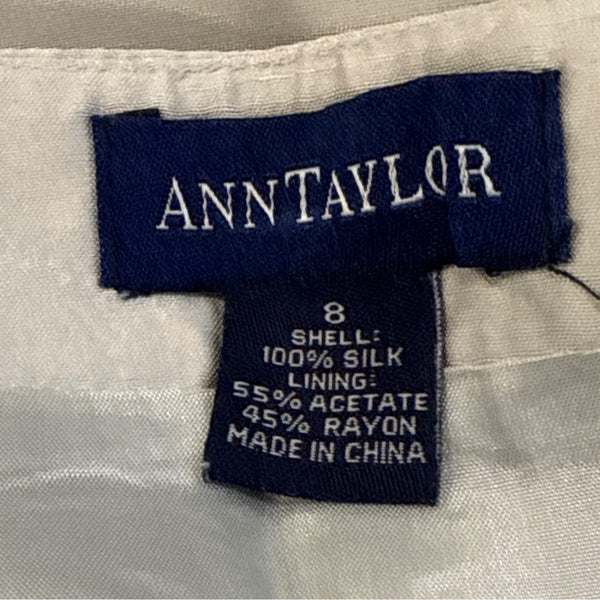 ANNTAYLOR
8
SHELL:
100% SILK
LINING:
55% ACETATE
45% RAYON
MADE IN CHINA